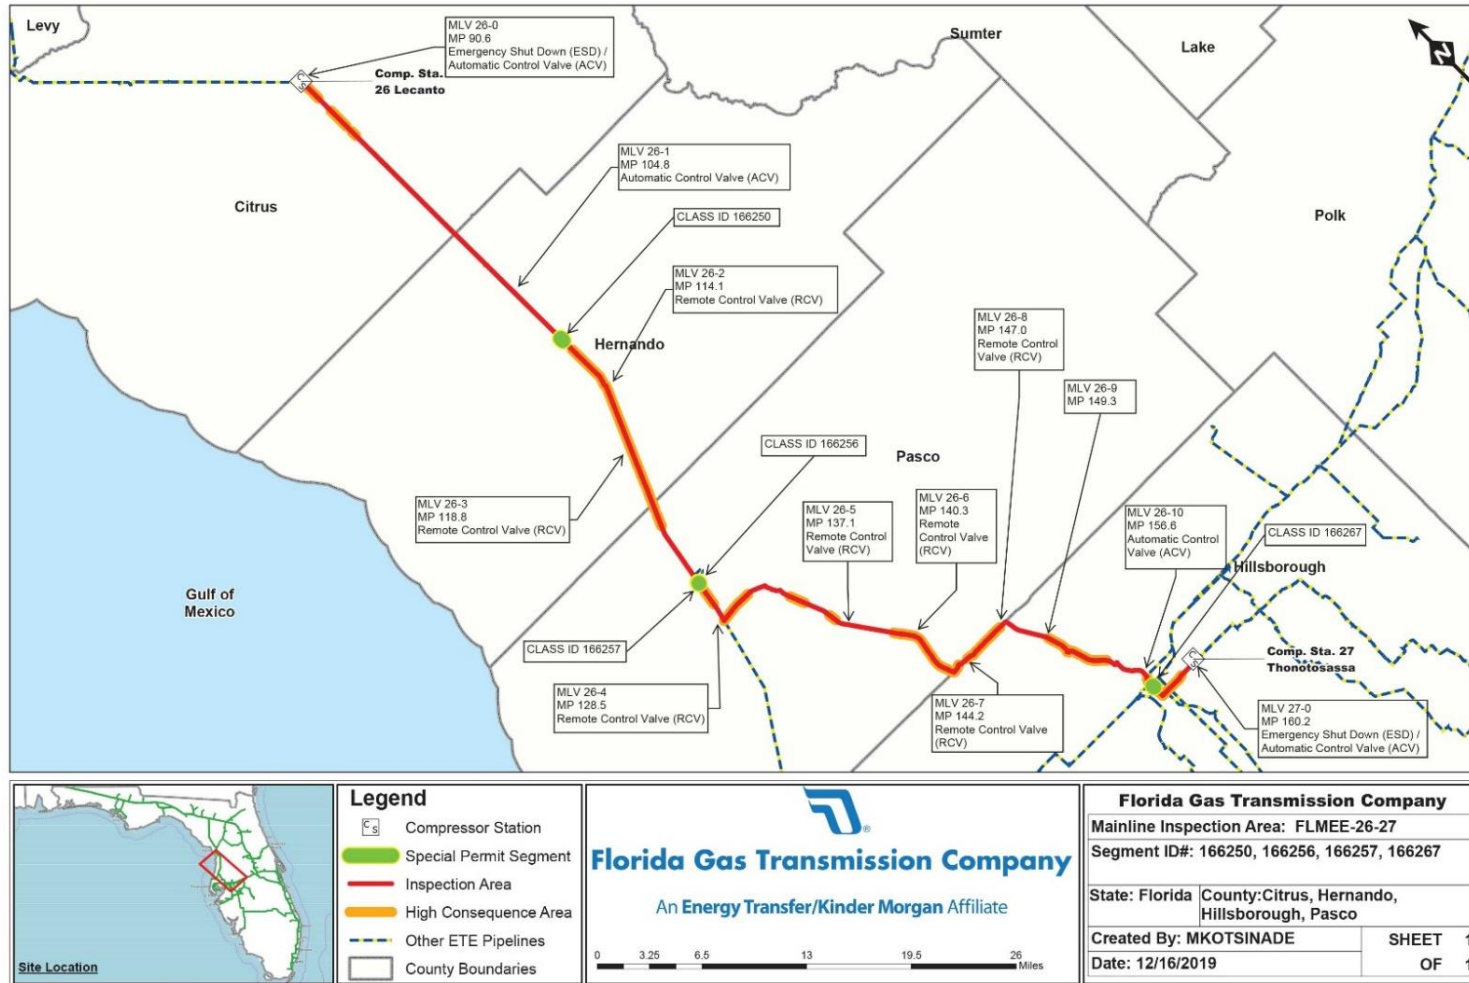 Levy
MLV 26-0
MP 90.6
Emergency Shut Down (ESD) /
Automatic Control Valve (ACV)
Comp. Sta.
26 Lecanto
CS
Sumter
Lake
N
MLV 26-1
MP 104.8
Automatic Control Valve (ACV)
Citrus
CLASS ID 166250
Polk
MLV 26-2
MP 114.1
Remote Control Valve (RCV)
MLV 26-8
MP 147.0
Remote Control
Valve (RCV)
Hernando
MLV 26-9
MP 149.3
CLASS ID 166256
Pasco
MLV 26-3
MP 118.8
Remote Control Valve (RCV)
MLV 26-5
MP 137.1
Remote Control
Valve (RCV)
MLV 26-6
MP 140.3
Remote
Control Valve
(RCV)
MLV 26-10
MP 156.6
Automatic Control
Valve (ACV)
CLASS ID 166267
Hillsborough
Gulf of
Mexico
CLASS ID 166257
CS
Comp. Sta. 27
Thonotosassa
MLV 26-4
MP 128.5
Remote Control Valve (RCV)
MLV 26-7
MP 144.2
Remote Control Valve
(RCV)
MLV 27-0
MP 160.2
Emergency Shut Down (ESD) /
Automatic Control Valve (ACV)
Site Location
Legend
CS Compressor Station
Special Permit Segment
Inspection Area
High Consequence Area
Other ETE Pipelines
County Boundaries
®
Florida Gas Transmission Company
An Energy Transfer/Kinder Morgan Affiliate
0 3.25 6.5 13 19.5 26
Miles
Florida Gas Transmission Company
Mainline Inspection Area: FLMEE-26-27
Segment ID#: 166250, 166256, 166257, 166267
State: Florida County:Citrus, Hernando,
Hillsborough, Pasco
Created By: MKOTSINADE SHEET 1
Date: 12/16/2019 OF 1